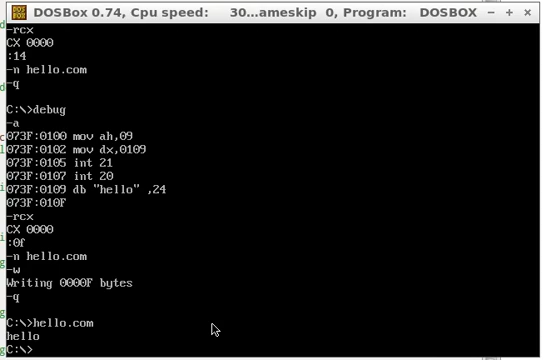 DOSBox 0.74, Cpu speed: 30...ameskip 0, Program: DOSBOX
-rcx
CX 0000
:14
-n hello.com
-q
C:\>debug
-a
073F:0100 mov ah,09
073F:0102 mov dx,0109
073F:0105 int 21
073F:0107 int 20
073F:0109 db "hello" ,24
073F:010F
-rcx
CX 0000
:0f
-n hello.com
-w
Writing 0000F bytes
-q
C:\>hello.com
hello
C:\>